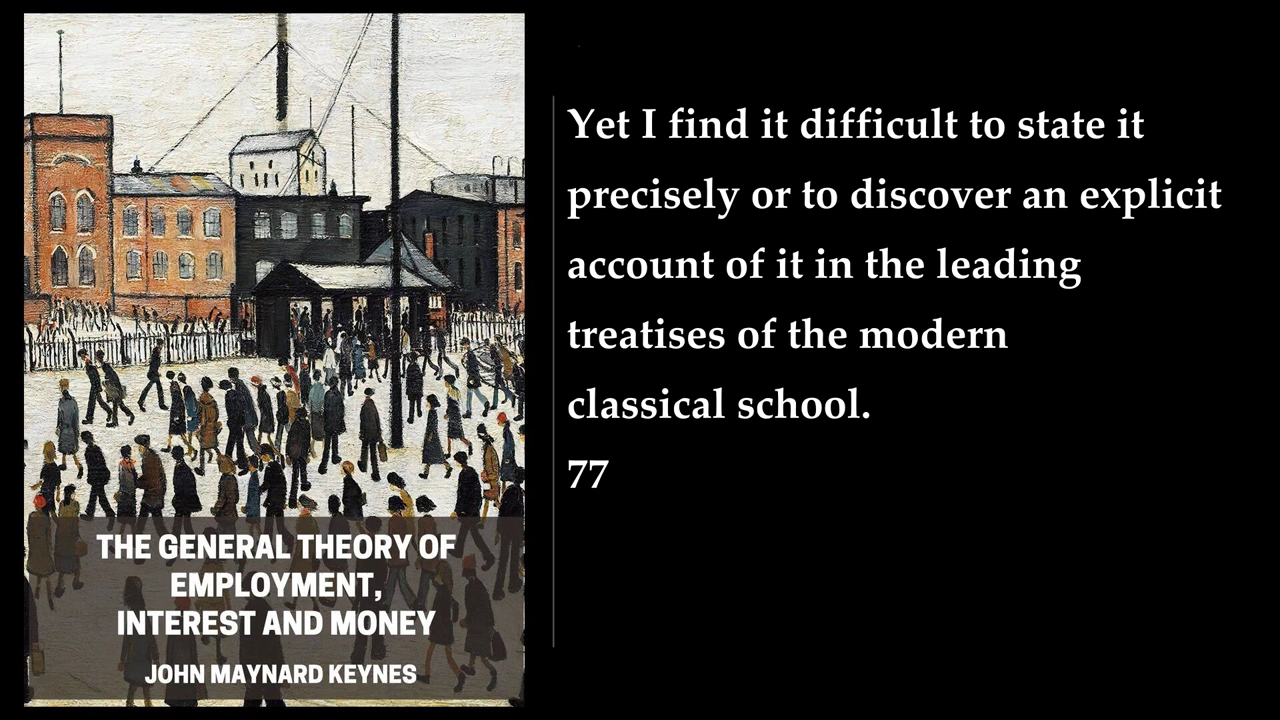 THE GENERAL THEORY OF
EMPLOYMENT,
INTEREST AND MONEY
JOHN MAYNARD KEYNES
Yet I find it difficult to state it
precisely or to discover an explicit
account of it in the leading
treatises of the modern
classical school.
77